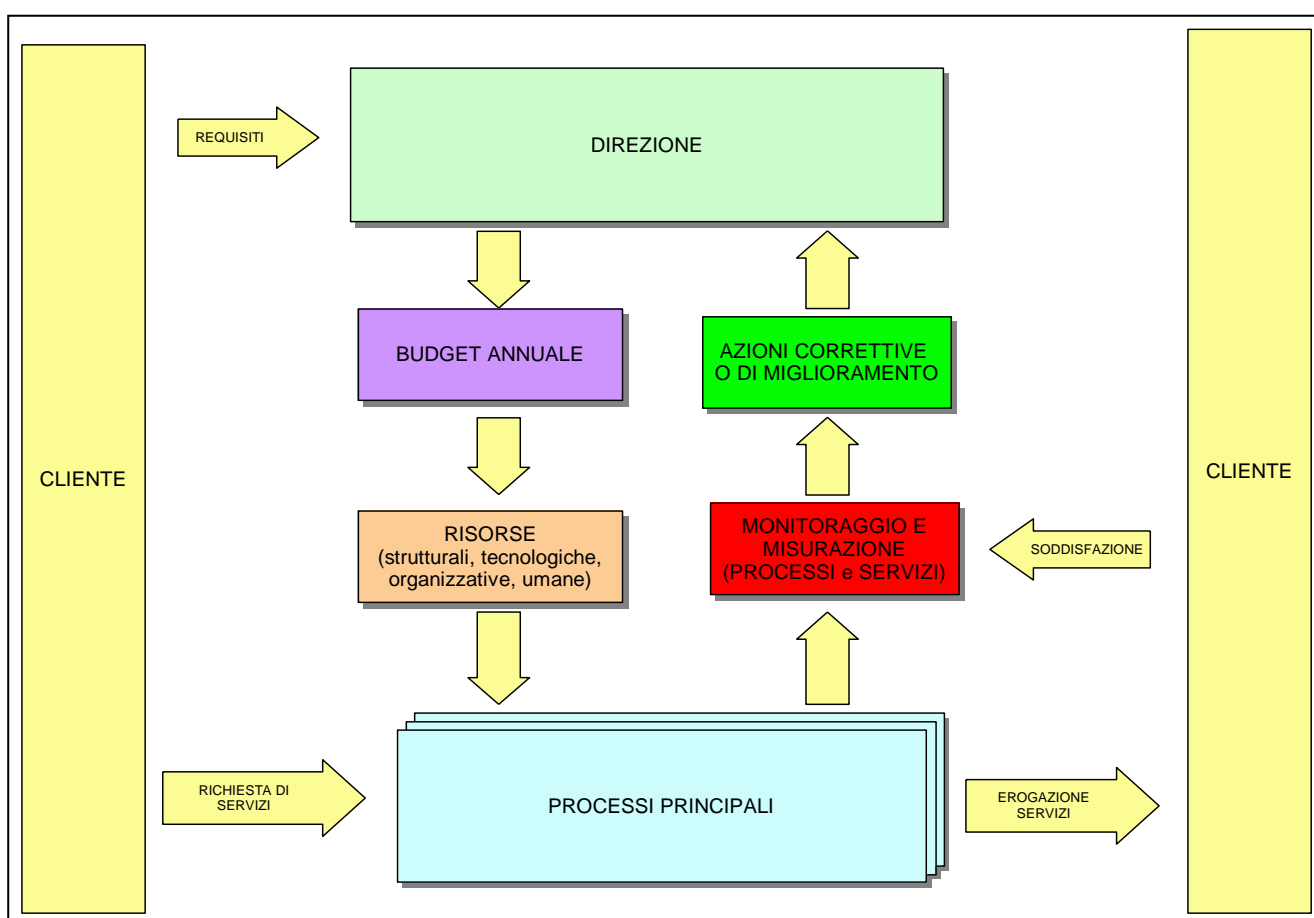 REQUISITI
DIREZIONE
BUDGET ANNUALE
AZIONI CORRETTIVE
O DI MIGLIORAMENTO
CLIENTE
CLIENTE
RISORSE
(strutturali, tecnologiche,
organizzative, umane)
MONITORAGGIO E
MISURAZIONE
(PROCESSI e SERVIZI)
SODDISFAZIONE
RICHIESTA DI
SERVIZI
PROCESSI PRINCIPALI
EROGAZIONE
SERVIZI